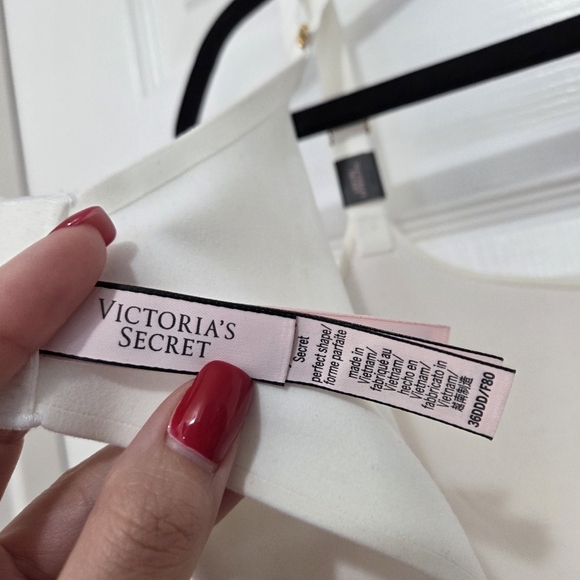 VICTORIA'S
SECRET
Secret
perfect shape/
forme parfaite
made in
Vietnam/
fabriqué au
Vietnam/
hecho en
Vietnam/
fabbricato in
Vietnam/
越南制造
36DDD/F80